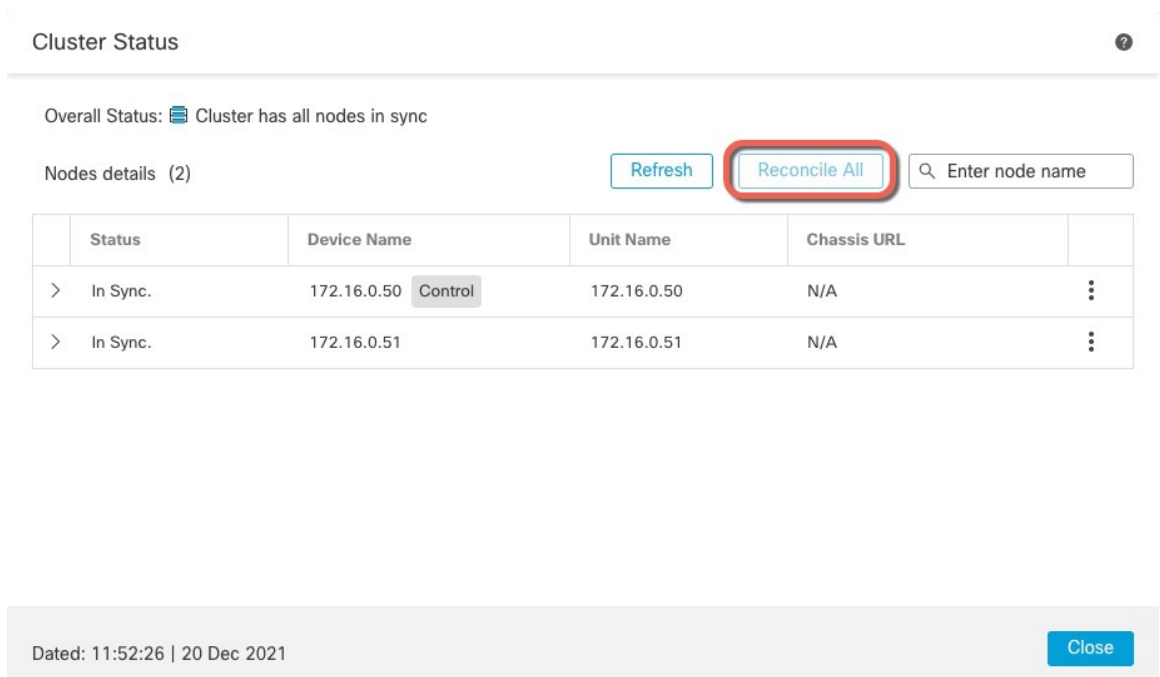 Cluster Status
Overall Status: Cluster has all nodes in sync
Nodes details (2)
Refresh
Reconcile All
Enter node name
Status Device Name Unit Name Chassis URL
In Sync. 172.16.0.50 Control 172.16.0.50 N/A
In Sync. 172.16.0.51 172.16.0.51 N/A
Dated: 11:52:26 | 20 Dec 2021
Close